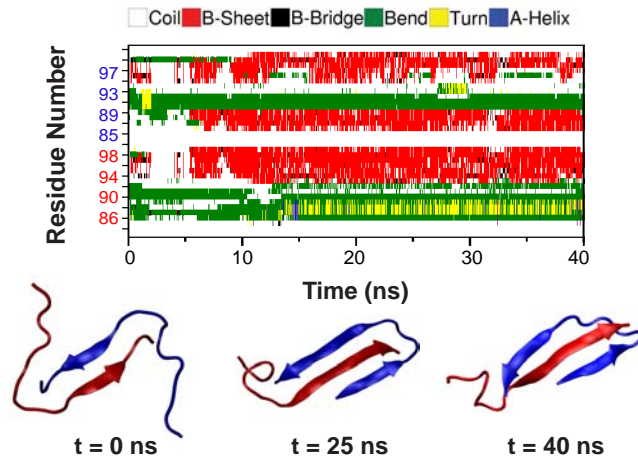 Coil B-Sheet B-Bridge Bend Turn A-Helix
Residue Number
97
93
89
85
98
94
90
86
0 10 20 30 40
Time (ns)
t = 0 ns t = 25 ns t = 40 ns